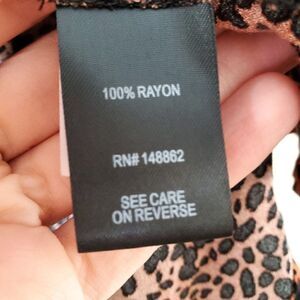 100% RAYON
RN# 148862
SEE CARE
ON REVERSE